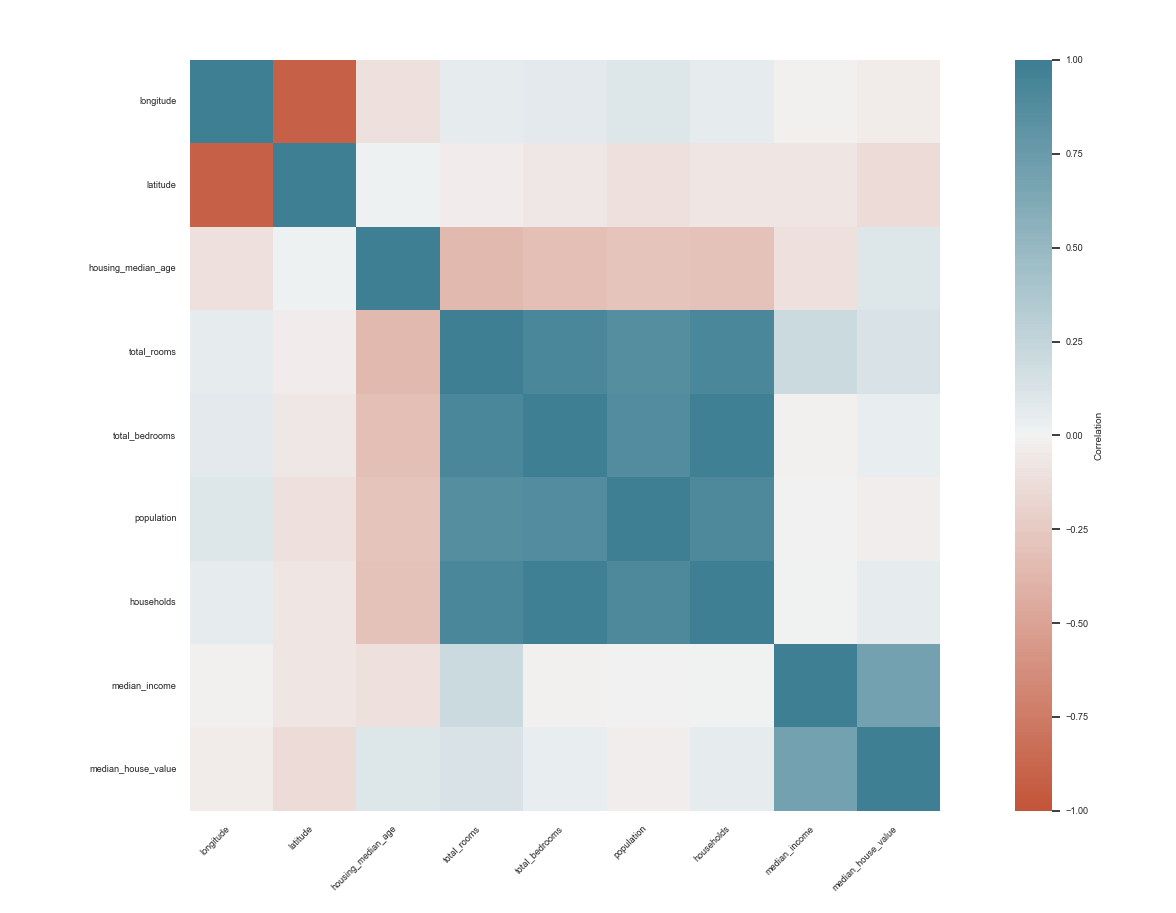 longitude
latitude
housing_median_age
total_rooms
total_bedrooms
population
households
median_income
median_house_value
longitude
latitude
housing_median_age
total_rooms
total_bedrooms
population
households
median_income
median_house_value
1.00
0.75
0.50
0.25
0.00
−0.25
−0.50
−0.75
−1.00
Correlation